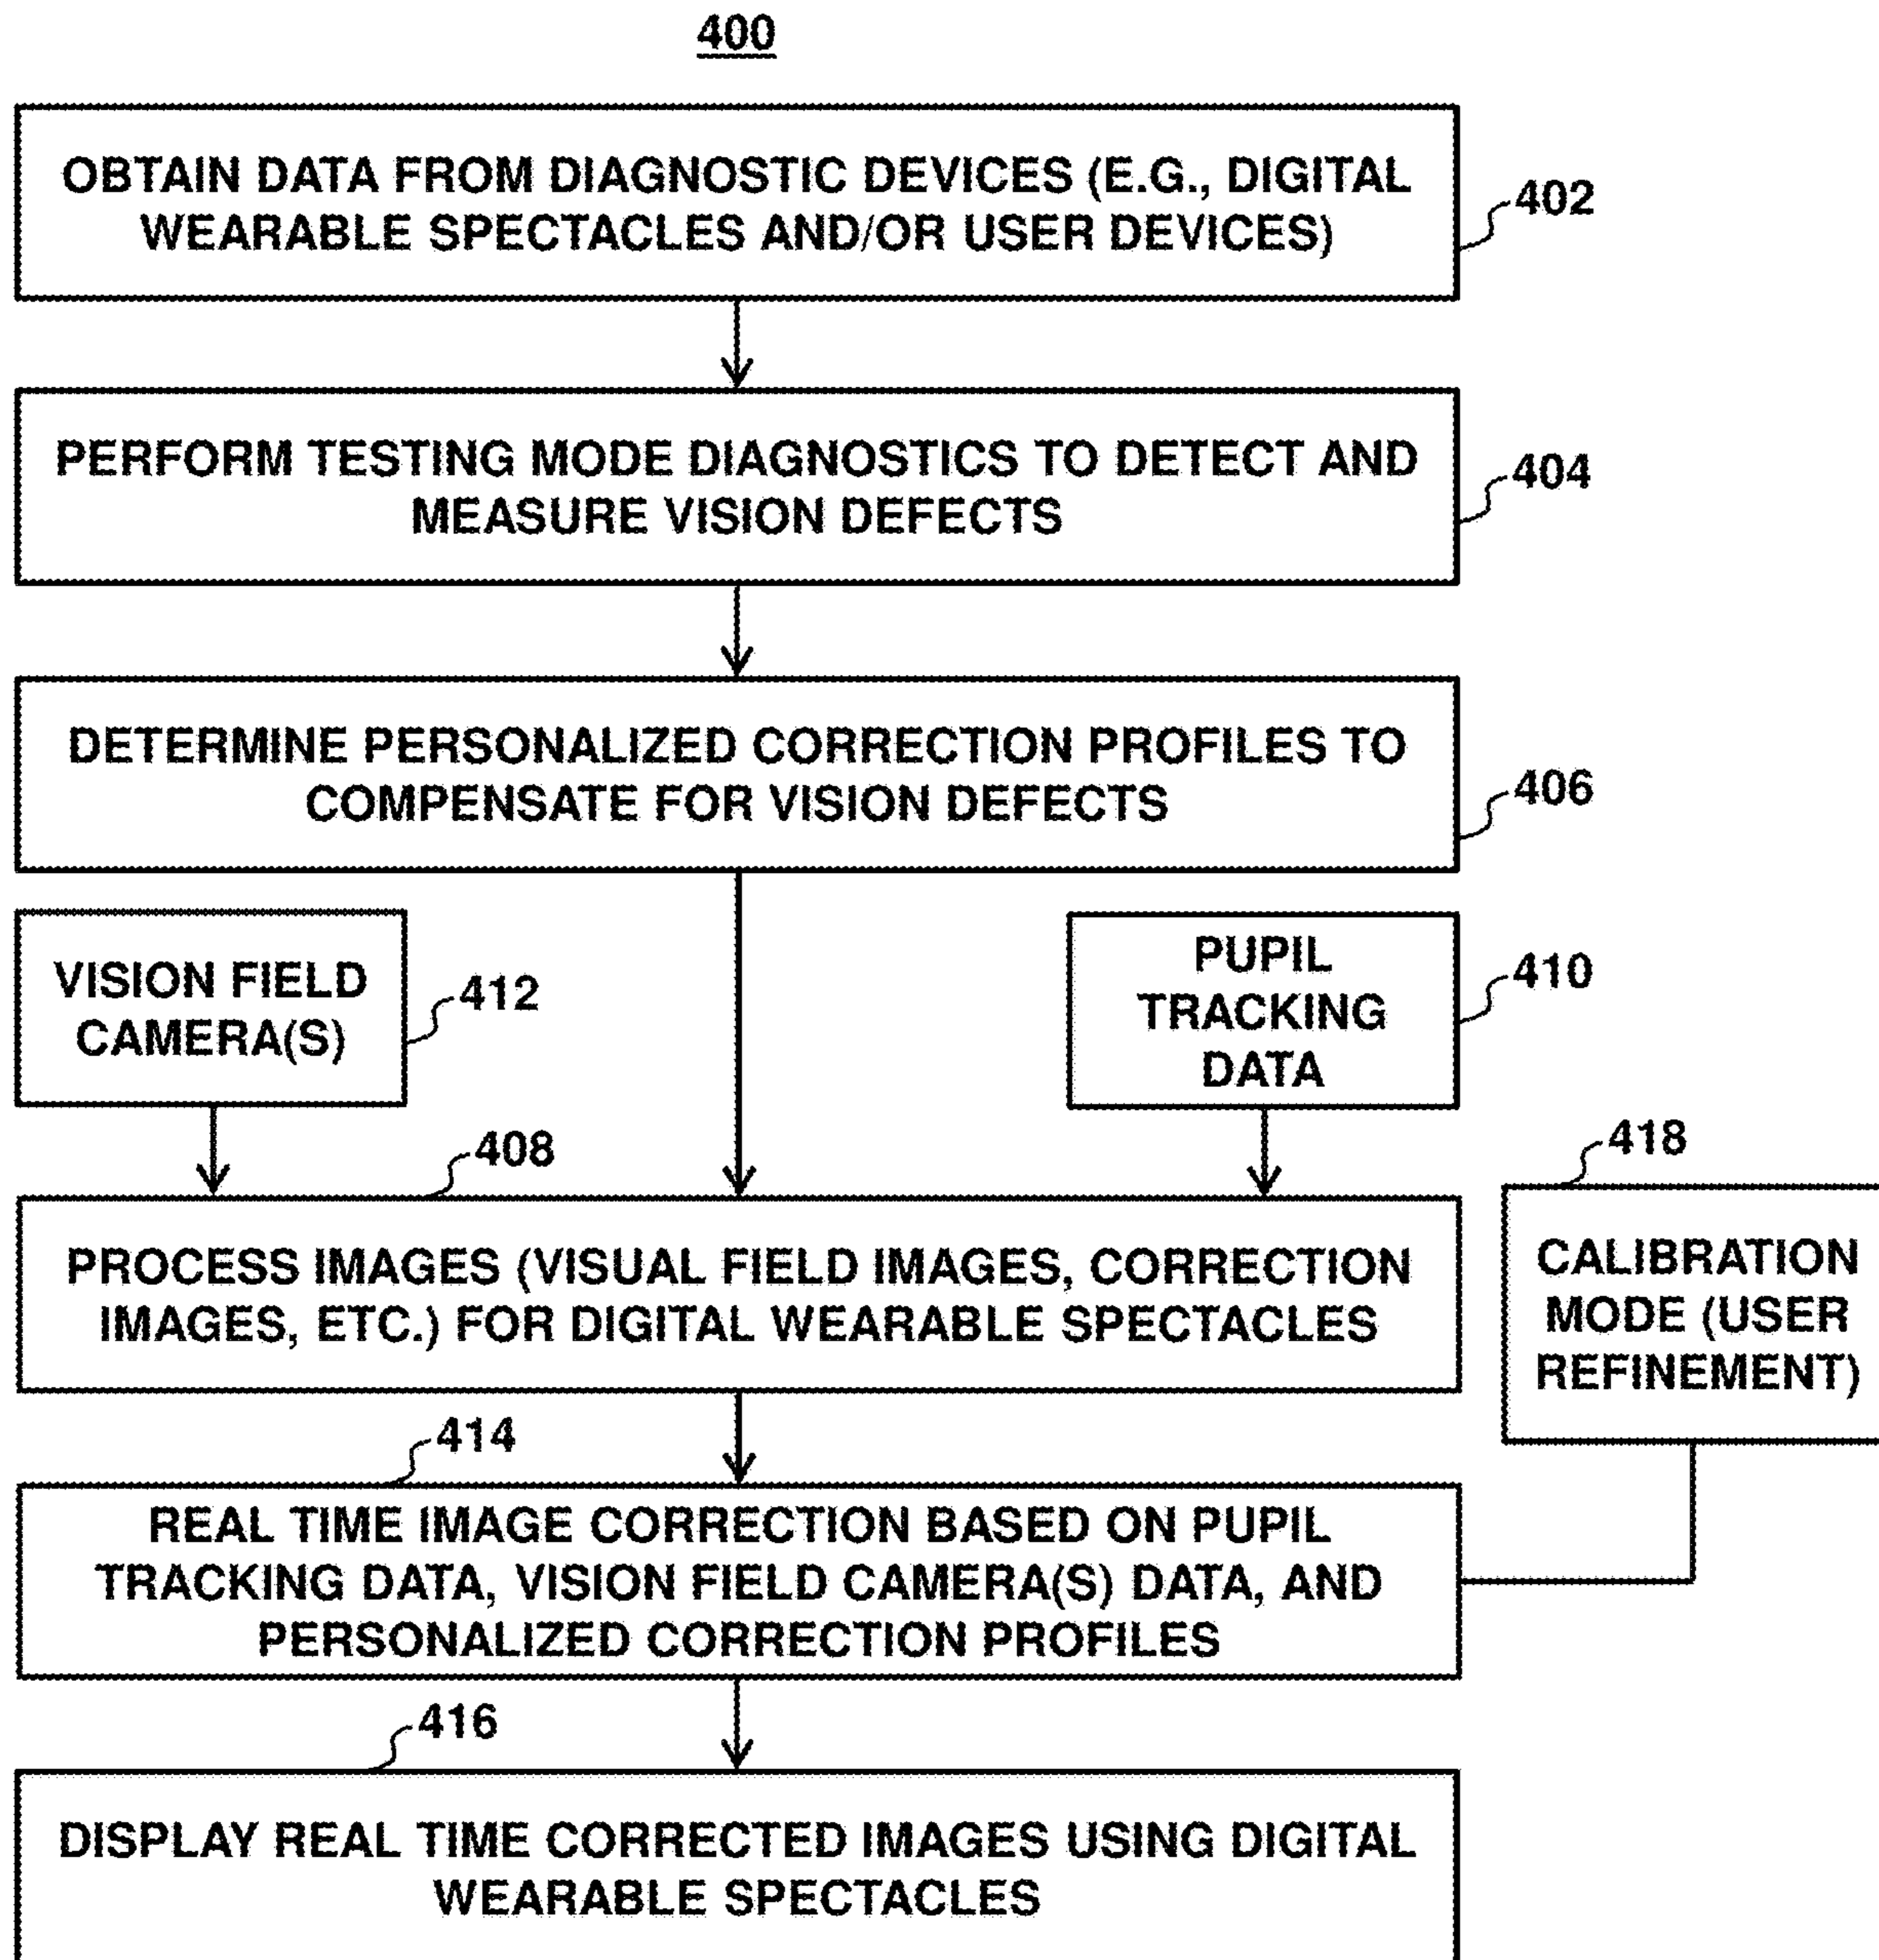 400
OBTAIN DATA FROM DIAGNOSTIC DEVICES (E.G., DIGITAL
WEARABLE SPECTACLES AND/OR USER DEVICES)
402
PERFORM TESTING MODE DIAGNOSTICS TO DETECT AND
MEASURE VISION DEFECTS
404
DETERMINE PERSONALIZED CORRECTION PROFILES TO
COMPENSATE FOR VISION DEFECTS
406
VISION FIELD
CAMERA(S)
412
PUPIL
TRACKING
DATA
410
408
PROCESS IMAGES (VISUAL FIELD IMAGES, CORRECTION
IMAGES, ETC.) FOR DIGITAL WEARABLE SPECTACLES
418
CALIBRATION
MODE (USER
REFINEMENT)
414
REAL TIME IMAGE CORRECTION BASED ON PUPIL
TRACKING DATA, VISION FIELD CAMERA(S) DATA, AND
PERSONALIZED CORRECTION PROFILES
416
DISPLAY REAL TIME CORRECTED IMAGES USING DIGITAL
WEARABLE SPECTACLES